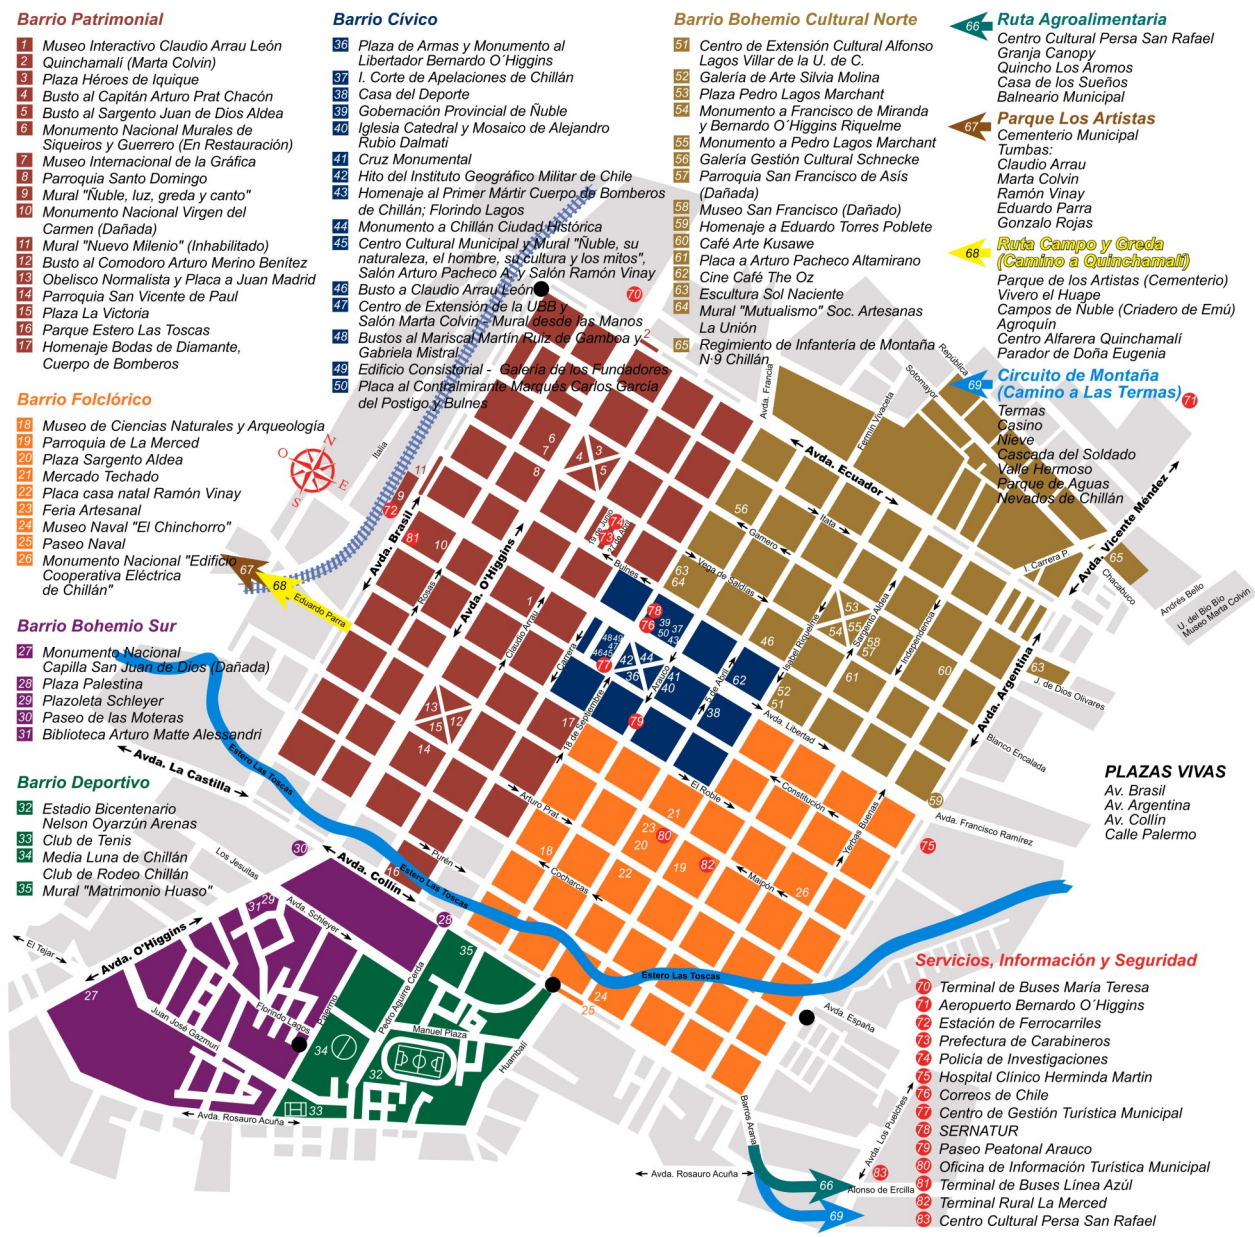 Barrio Patrimonial
1 Museo Interactivo Claudio Arrau León
2 Quinchamalí (Marta Colvin)
3 Plaza Héroes de Iquique
4 Busto al Capitán Arturo Prat Chacón
5 Busto al Sargento Juan de Dios Aldea
6 Monumento Nacional Murales de
Siqueiros y Guerrero (En Restauración)
7 Museo Internacional de la Gráfica
8 Parroquia Santo Domingo
9 Mural "Ñuble, luz, greda y canto"
10 Monumento Nacional Virgen del
Carmen (Dañada)
11 Mural "Nuevo Milenio" (Inhabilitado)
12 Busto al Comodoro Arturo Merino Benítez
13 Obelisco Normalista y Placa a Juan Madrid
14 Parroquia San Vicente de Paul
15 Plaza La Victoria
16 Parque Estero Las Toscas
17 Homenaje Bodas de Diamante,
Cuerpo de Bomberos
Barrio Folclórico
18 Museo de Ciencias Naturales y Arqueología
19 Parroquia de La Merced
20 Plaza Sargento Aldea
21 Mercado Techado
22 Placa casa natal Ramón Vinay
23 Feria Artesanal
24 Museo Naval "El Chinchorro"
25 Paseo Naval
26 Monumento Nacional "Edificio
Cooperativa Eléctrica
de Chillán"
Barrio Bohemio Sur
27 Monumento Nacional
Capilla San Juan de Dios (Dañada)
28 Plaza Palestina
29 Plazoleta Schleyer
30 Paseo de las Moteras
31 Biblioteca Arturo Matte Alessandri
Barrio Deportivo
32 Estadio Bicentenario
Nelson Oyarzún Arenas
33 Club de Tenis
34 Media Luna de Chillán
Club de Rodeo Chillán
35 Mural "Matrimonio Huaso"
Barrio Cívico
36 Plaza de Armas y Monumento al
Libertador Bernardo O´Higgins
37 I. Corte de Apelaciones de Chillán
38 Casa del Deporte
39 Gobernación Provincial de Ñuble
40 Iglesia Catedral y Mosaico de Alejandro
Rubio Dalmati
41 Cruz Monumental
42 Hito del Instituto Geográfico Militar de Chile
43 Homenaje al Primer Mártir Cuerpo de Bomberos
de Chillán; Florindo Lagos
44 Monumento a Chillán Ciudad Histórica
45 Centro Cultural Municipal y Mural "Ñuble, su
naturaleza, el hombre, su cultura y los mitos",
Salón Arturo Pacheco A. y Salón Ramón Vinay
46 Busto a Claudio Arrau León
47 Centro de Extensión de la UBB y
Salón Marta Colvin - Mural desde las Manos
48 Bustos al Mariscal Martín Ruiz de Gamboa y
Gabriela Mistral
49 Edificio Consistorial - Galería de los Fundadores
50 Placa al Contralmirante Marqués Carlos García
del Postigo y Bulnes
Barrio Bohemio Cultural Norte
51 Centro de Extensión Cultural Alfonso
Lagos Villar de la U. de C.
52 Galería de Arte Silvia Molina
53 Plaza Pedro Lagos Marchant
54 Monumento a Francisco de Miranda
y Bernardo O´Higgins Riquelme
55 Monumento a Pedro Lagos Marchant
56 Galería Gestión Cultural Schnecke
57 Parroquia San Francisco de Asís
(Dañada)
58 Museo San Francisco (Dañado)
59 Homenaje a Eduardo Torres Poblete
60 Café Arte Kusawe
61 Placa a Arturo Pacheco Altamirano
62 Cine Café The Oz
63 Escultura Sol Naciente
64 Mural "Mutualismo" Soc. Artesanas
La Unión
65 Regimiento de Infantería de Montaña
N·9 Chillán
66 Ruta Agroalimentaria
Centro Cultural Persa San Rafael
Granja Canopy
Quincho Los Aromos
Casa de los Sueños
Balneario Municipal
67 Parque Los Artistas
Cementerio Municipal
Tumbas:
Claudio Arrau
Marta Colvin
Ramón Vinay
Eduardo Parra
Gonzalo Rojas
68 Ruta Campo y Greda
(Camino a Quinchamalí)
Parque de los Artistas (Cementerio)
Vivero el Huape
Campos de Ñuble (Criadero de Emú)
Agroquín
Centro Alfarera Quinchamalí
Parador de Doña Eugenia
69 Circuito de Montaña
(Camino a Las Termas)
Termas
Casino
Nieve
Cascada del Soldado
Valle Hermoso
Parque de Aguas
Nevados de Chillán
PLAZAS VIVAS
Av. Brasil
Av. Argentina
Av. Collín
Calle Palermo
Servicios, Información y Seguridad
70 Terminal de Buses María Teresa
71 Aeropuerto Bernardo O´Higgins
72 Estación de Ferrocarriles
73 Prefectura de Carabineros
74 Policía de Investigaciones
75 Hospital Clínico Herminda Martin
76 Correos de Chile
77 Centro de Gestión Turística Municipal
78 SERNATUR
79 Paseo Peatonal Arauco
80 Oficina de Información Turística Municipal
81 Terminal de Buses Línea Azúl
82 Terminal Rural La Merced
83 Centro Cultural Persa San Rafael
N
O
E
S
Italia
Avda. Brasil
Rosas
Avda. O'Higgins
Claudio Arrau
Carrera
18 de Septiembre
Arauco
5 de Abril
Isabel Riquelme
Sargento Aldea
Independencia
Avda. Argentina
Yerbas Buenas
19 de Junio
27 de Abril
Bulnes
Vega de Saldías
Gamero
Itata
Avda. Ecuador
Avda. Francia
Fermín Vivaceta
Sotomayor
República
Avda. Vicente Méndez
I. Carrera P.
Chacabuco
Andrés Bello
U. del Bío Bío
Museo Marta Colvin
J. de Dios Olivares
Blanco Encalada
Avda. Francisco Ramírez
Avda. Libertad
Constitución
El Roble
Maipón
Arturo Prat
Cocharcas
Purén
Avda. Collín
Eduardo Parra
Estero Las Toscas
Estero Las Toscas
Estero Las Toscas
Avda. La Castilla
Los Jesuitas
Avda. Schleyer
Avda. O'Higgins
El Tejar
Florindo Lagos
Palermo
Juan José Gazmuri
Pedro Aguirre Cerda
Manuel Plaza
Huambalí
Avda. Rosauro Acuña
Avda. Rosauro Acuña
Barros Arana
Avda. España
Avda. Los Puelches
Alonso de Ercilla
66
67
68
69
70
71
72
73
74
75
76
77
78
79
80
81
82
83